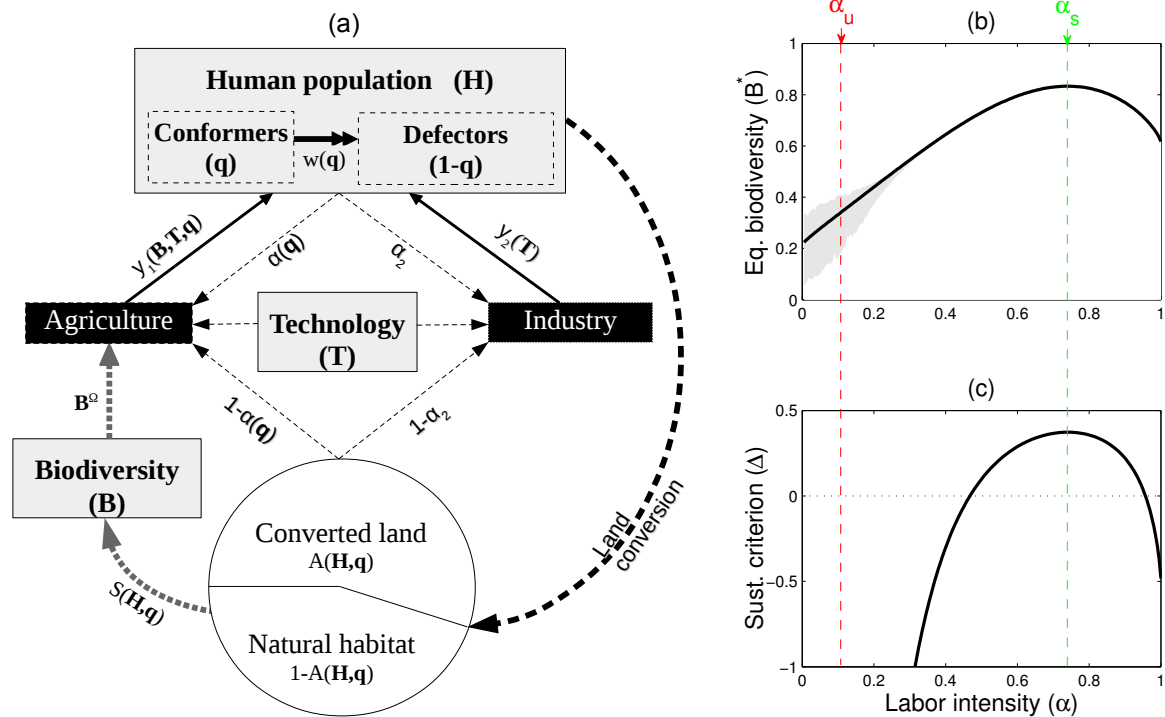 (a)
Human population (H)
Conformers
(q)
w(q)
Defectors
(1-q)
y₁(B,T,q)
α(q)
α₂
y₂(T)
Agriculture
Technology
(T)
Industry
B^Ω
1-α(q)
1-α₂
Biodiversity
(B)
S(H,q)
Converted land
A(H,q)
Natural habitat
1-A(H,q)
Land
conversion
α_u
(b)
α_s
Eq. biodiversity (B*)
1
0.8
0.6
0.4
0.2
0
0 0.2 0.4 0.6 0.8 1
(c)
Sust. criterion (Δ)
0.5
0
−0.5
−1
0 0.2 0.4 0.6 0.8 1
Labor intensity (α)